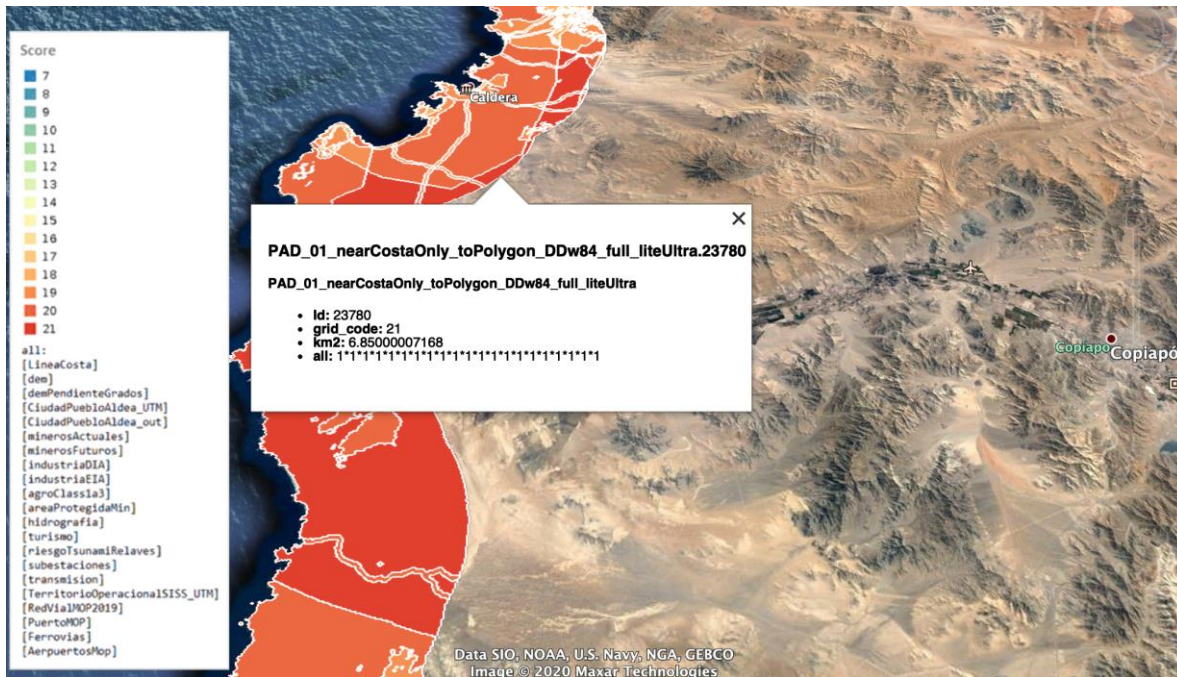 Score
7
8
9
10
11
12
13
14
15
16
17
18
19
20
21
all:
[LineaCosta]
[dem]
[demPendienteGrados]
[CiudadPuebloAldea_UTM]
[CiudadPuebloAldea_out]
[minerosActuales]
[minerosFuturos]
[industriaDIA]
[industriaEIA]
[agroClass1a3]
[areaProtegidaMin]
[hidrografia]
[turismo]
[riesgoTsunamiRelaves]
[subestaciones]
[transmision]
[TerritorioOperacionalSISS_UTM]
[RedVialMOP2019]
[PuertoMOP]
[Ferrovias]
[AerpuertosMop]
Caldera
PAD_01_nearCostaOnly_toPolygon_DDw84_full_liteUltra.23780
PAD_01_nearCostaOnly_toPolygon_DDw84_full_liteUltra
Id: 23780
grid_code: 21
km2: 6.85000007168
all: 1*1*1*1*1*1*1*1*1*1*1*1*1*1*1*1*1*1*1*1*1
Copiapo Copiapó
Data SIO, NOAA, U.S. Navy, NGA, GEBCO
Image © 2020 Maxar Technologies